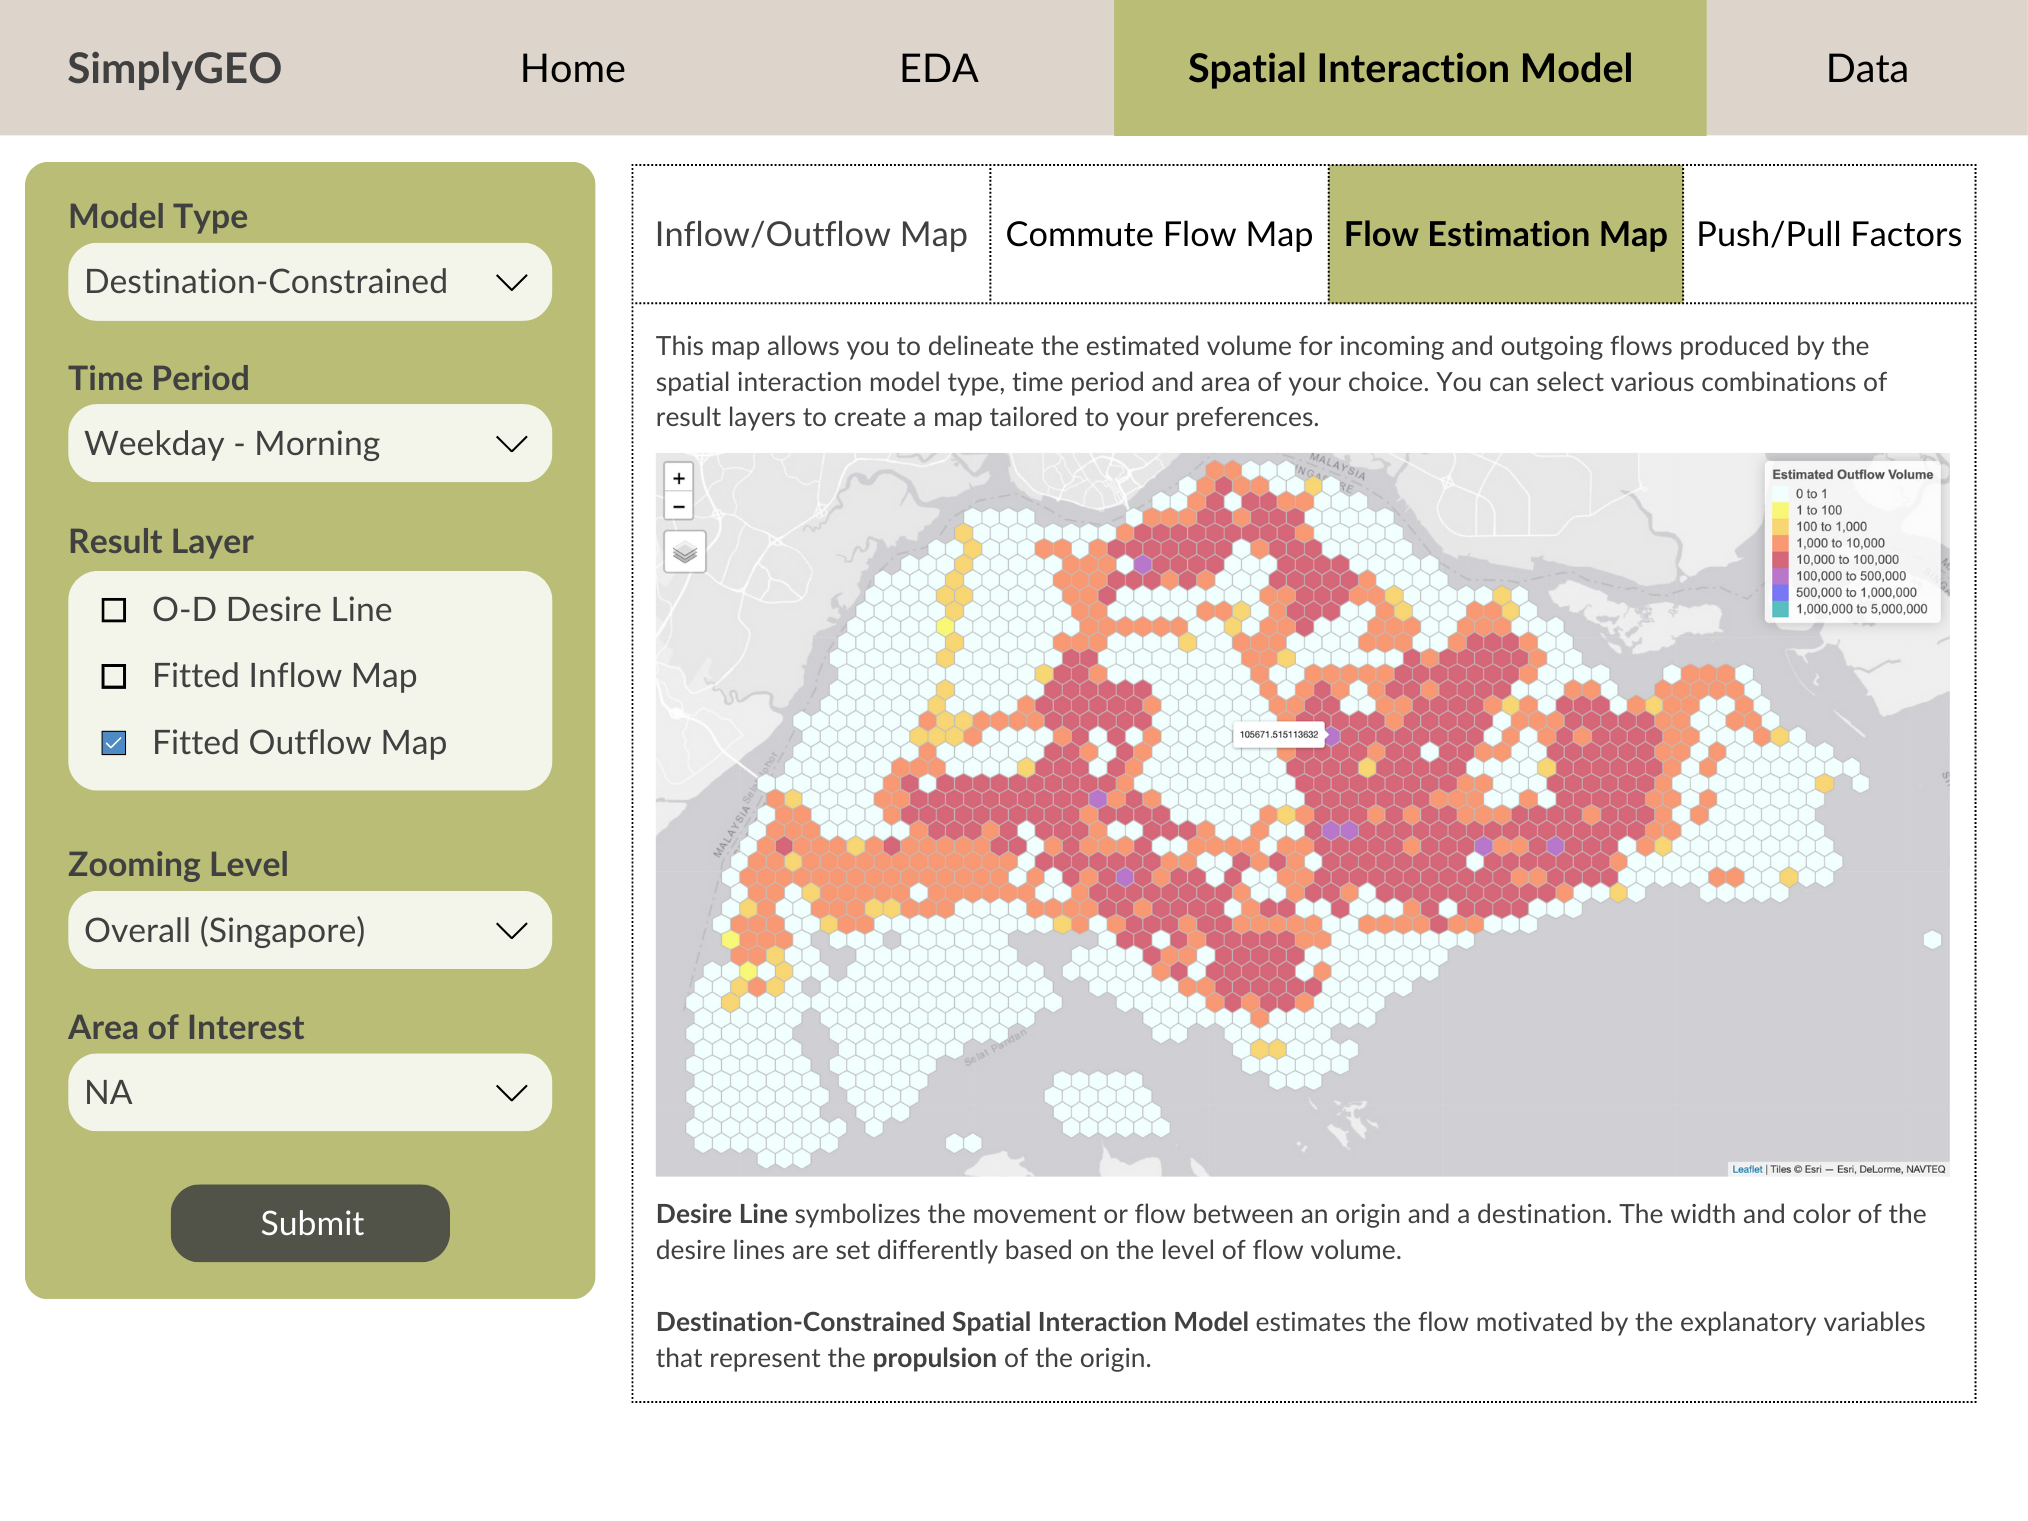 SimplyGEO
Home
EDA
Spatial Interaction Model
Data
Model Type
Destination-Constrained
Time Period
Weekday - Morning
Result Layer
O-D Desire Line
Fitted Inflow Map
Fitted Outflow Map
Zooming Level
Overall (Singapore)
Area of Interest
NA
Submit
Inflow/Outflow Map
Commute Flow Map
Flow Estimation Map
Push/Pull Factors
This map allows you to delineate the estimated volume for incoming and outgoing flows produced by the
spatial interaction model type, time period and area of your choice. You can select various combinations of
result layers to create a map tailored to your preferences.
+
−
MALAYSIA
Estimated Outflow Volume
0 to 1
1 to 100
100 to 1,000
1,000 to 10,000
10,000 to 100,000
100,000 to 500,000
500,000 to 1,000,000
1,000,000 to 5,000,000
105671.515113632
MALAYSIA
Selat Pandan
Leaflet | Tiles © Esri — Esri, DeLorme, NAVTEQ
Desire Line symbolizes the movement or flow between an origin and a destination. The width and color of the
desire lines are set differently based on the level of flow volume.
Destination-Constrained Spatial Interaction Model estimates the flow motivated by the explanatory variables
that represent the propulsion of the origin.